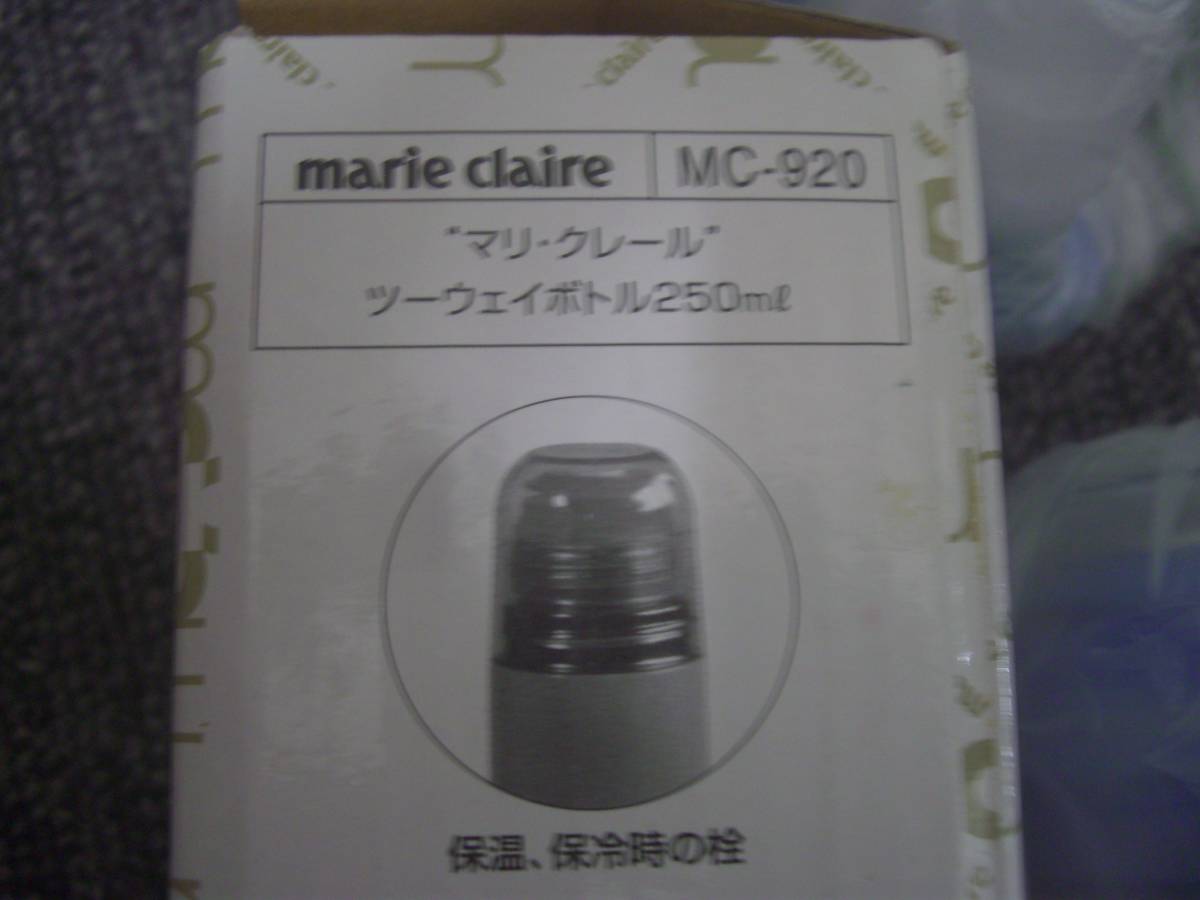 marie claire MC-920
“マリ・クレール”
ツーウェイボトル250mℓ
保温、保冷時の栓